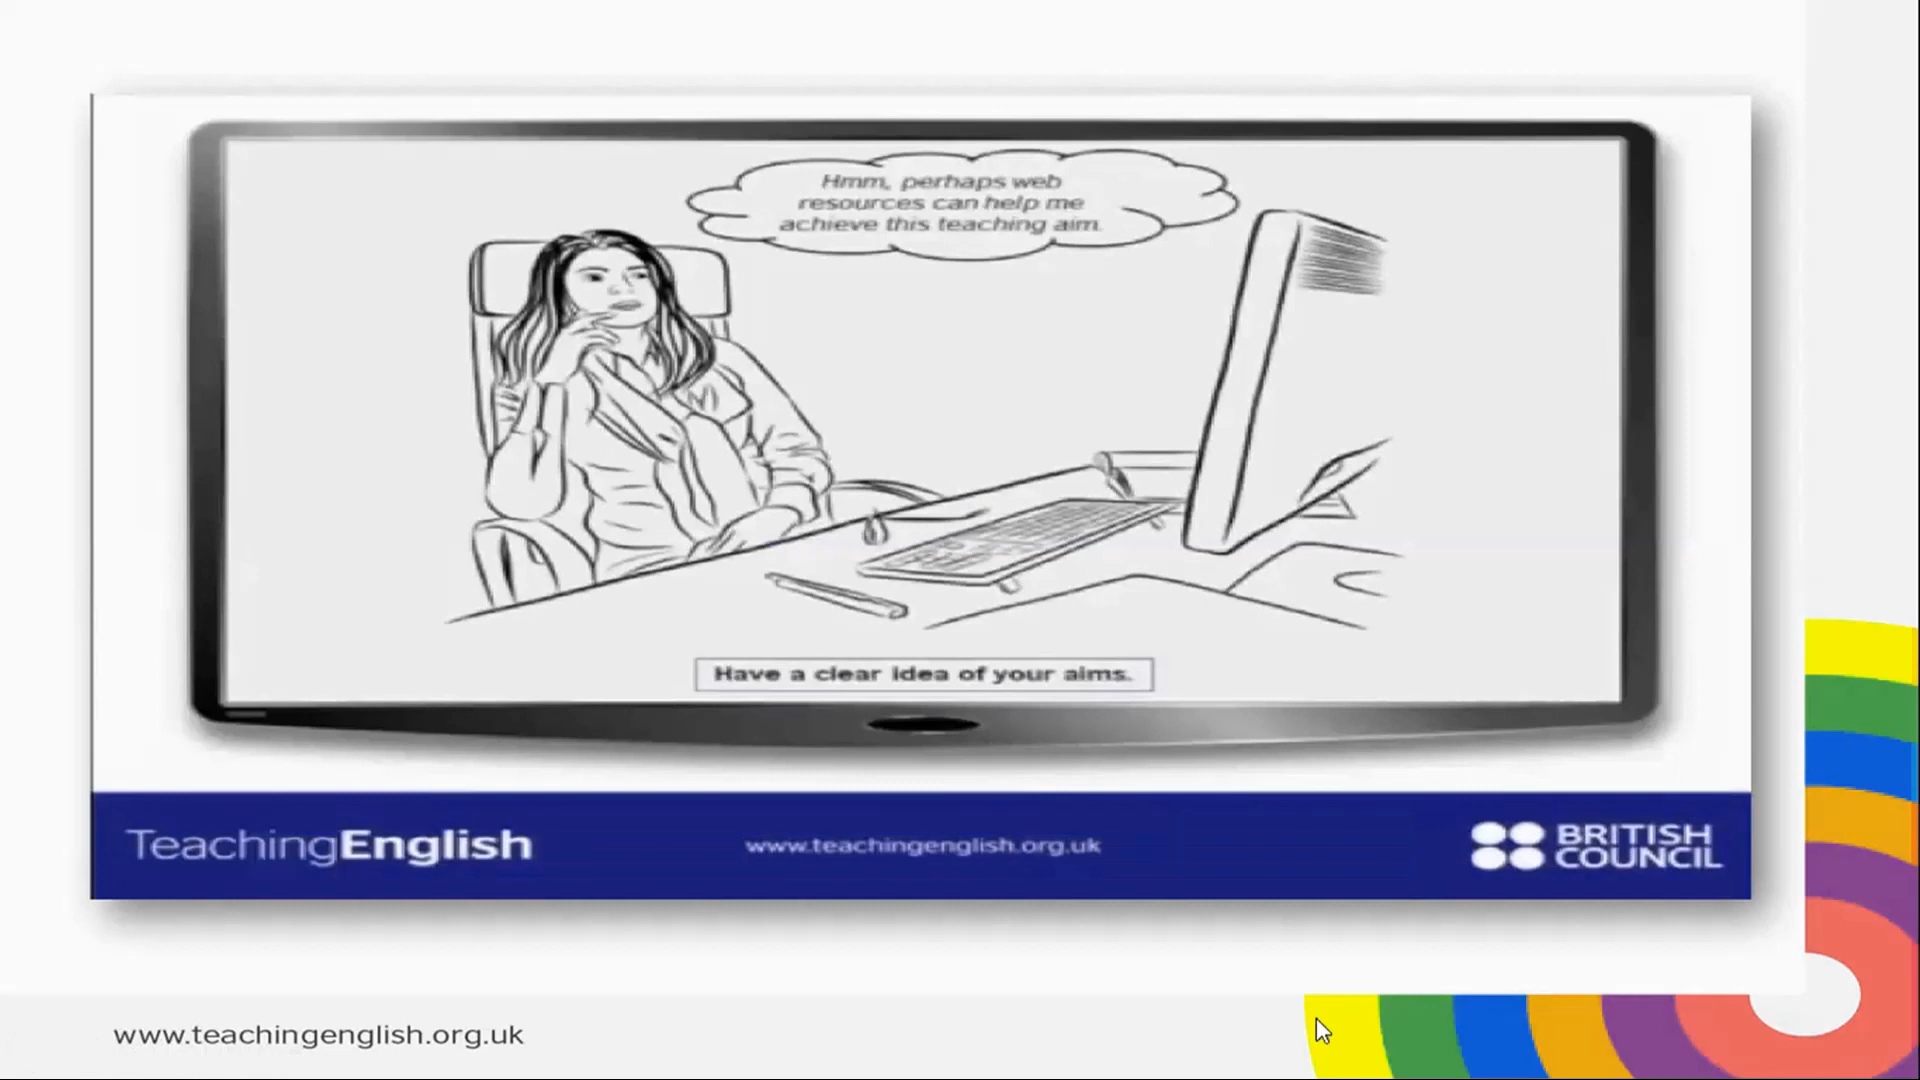 Hmm, perhaps web
resources can help me
achieve this teaching aim.
Have a clear idea of your aims.
TeachingEnglish
www.teachingenglish.org.uk
BRITISH
COUNCIL
www.teachingenglish.org.uk